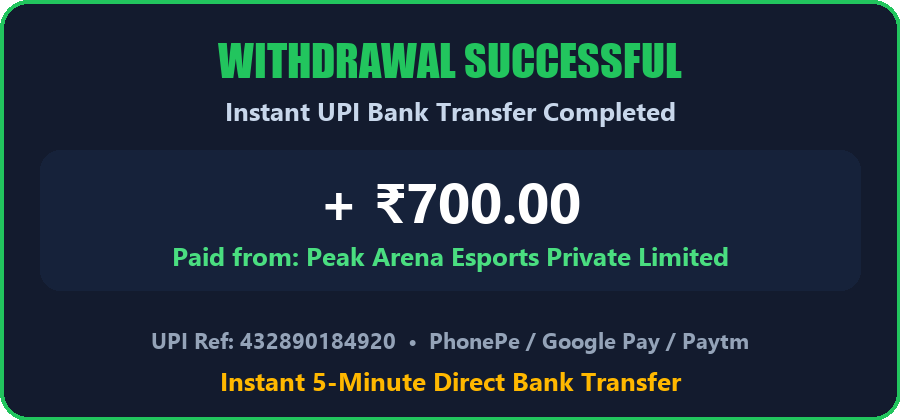 WITHDRAWAL SUCCESSFUL
Instant UPI Bank Transfer Completed
+ ₹700.00
Paid from: Peak Arena Esports Private Limited
UPI Ref: 432890184920 • PhonePe / Google Pay / Paytm
Instant 5-Minute Direct Bank Transfer